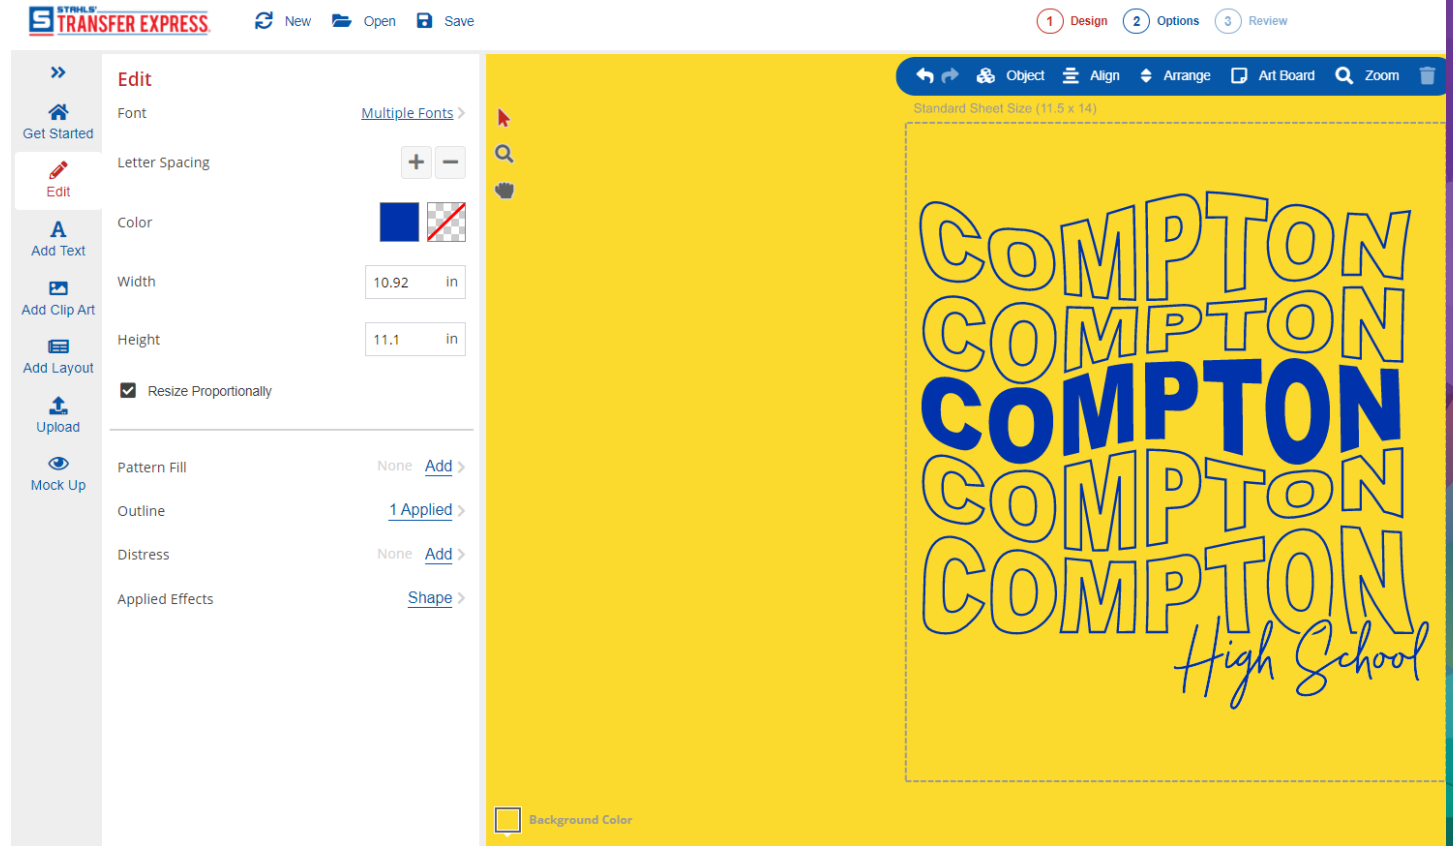 STAHLS'
TRANSFER EXPRESS.
New
Open
Save
1 Design
2 Options
3 Review
Get Started
Edit
Add Text
Add Clip Art
Add Layout
Upload
Mock Up
Edit
Font Multiple Fonts
Letter Spacing
Color
Width 10.92 in
Height 11.1 in
Resize Proportionally
Pattern Fill None Add
Outline 1 Applied
Distress None Add
Applied Effects Shape
Object
Align
Arrange
Art Board
Zoom
Standard Sheet Size (11.5 x 14)
COMPTON
COMPTON
COMPTON
COMPTON
COMPTON
High School
Background Color